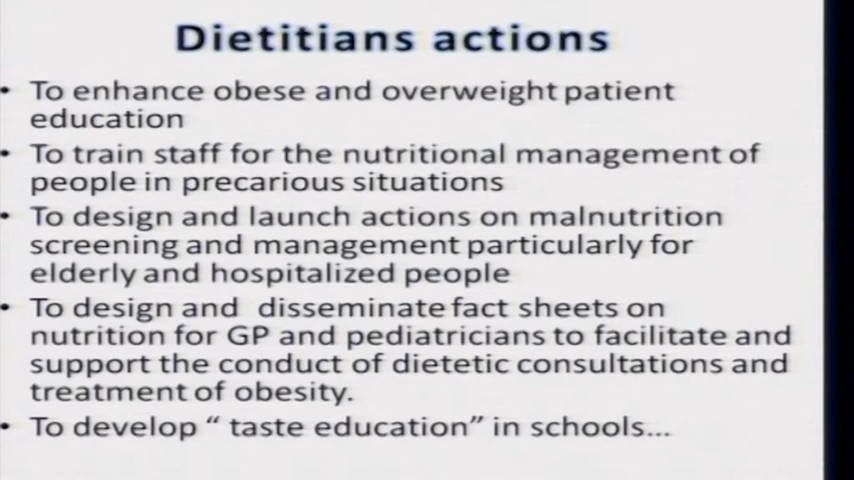 Dietitians actions
• To enhance obese and overweight patient
education
• To train staff for the nutritional management of
people in precarious situations
• To design and launch actions on malnutrition
screening and management particularly for
elderly and hospitalized people
• To design and  disseminate fact sheets on
nutrition for GP and pediatricians to facilitate and
support the conduct of dietetic consultations and
treatment of obesity.
• To develop “ taste education” in schools...